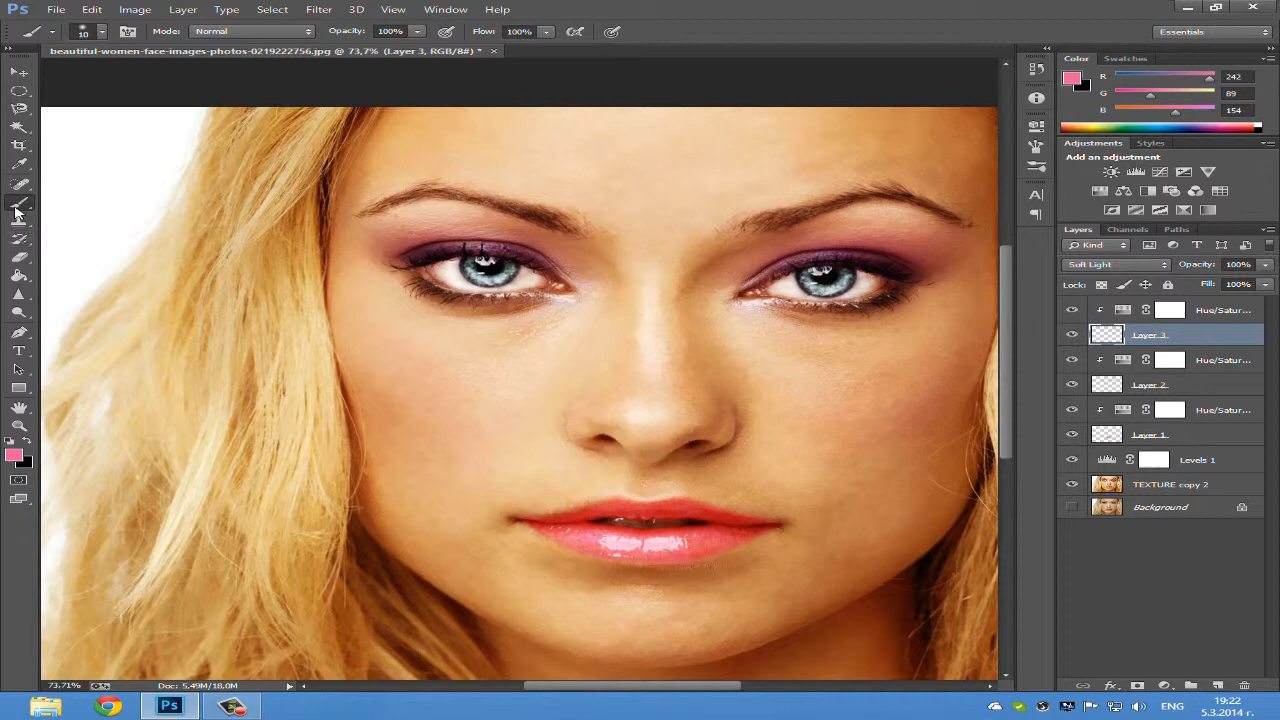 Ps File Edit Image Layer Type Select Filter 3D View Window Help
10 Mode: Normal Opacity: 100% Flow: 100% Essentials
beautiful-women-face-images-photos-0219222756.jpg @ 73,7% (Layer 3, RGB/8#) * ×
Color Swatches
R 242
G 89
B 154
Adjustments Styles
Add an adjustment
Layers Channels Paths
Kind
Soft Light Opacity: 100%
Lock: Fill: 100%
Hue/Satur...
Layer 3
Hue/Satur...
Layer 2
Hue/Satur...
Layer 1
Levels 1
TEXTURE copy 2
Background
73,71% Doc: 5,49M/18,0M
fx
Ps ENG 19:22
5.3.2014 г.